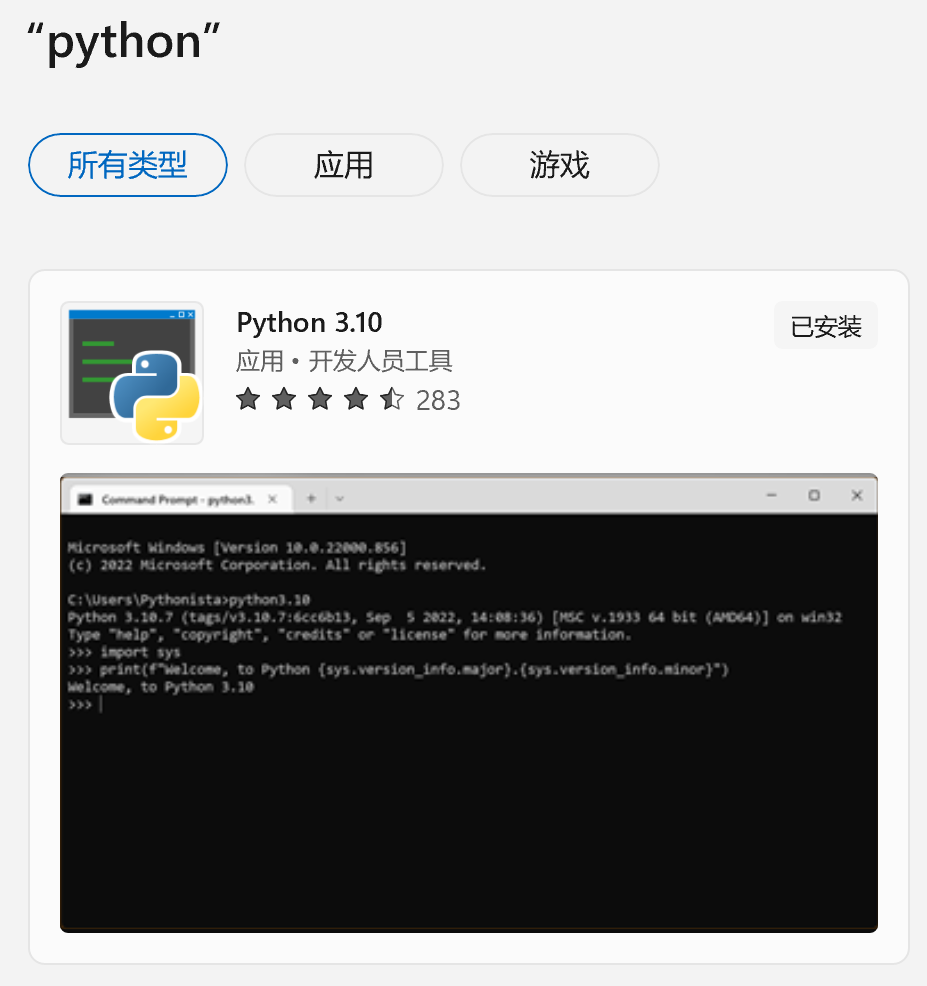 “python”
所有类型
应用
游戏
Python 3.10
已安装
应用 • 开发人员工具
283
Command Prompt - python3.
Microsoft Windows [Version 10.0.22000.856]
(c) 2022 Microsoft Corporation. All rights reserved.
C:\Users\Pythonista>python3.10
Python 3.10.7 (tags/v3.10.7:6cc6b13, Sep  5 2022, 14:08:36) [MSC v.1933 64 bit (AMD64)] on win32
Type "help", "copyright", "credits" or "license" for more information.
>>> import sys
>>> print(f"Welcome, to Python {sys.version_info.major}.{sys.version_info.minor}")
Welcome, to Python 3.10
>>>